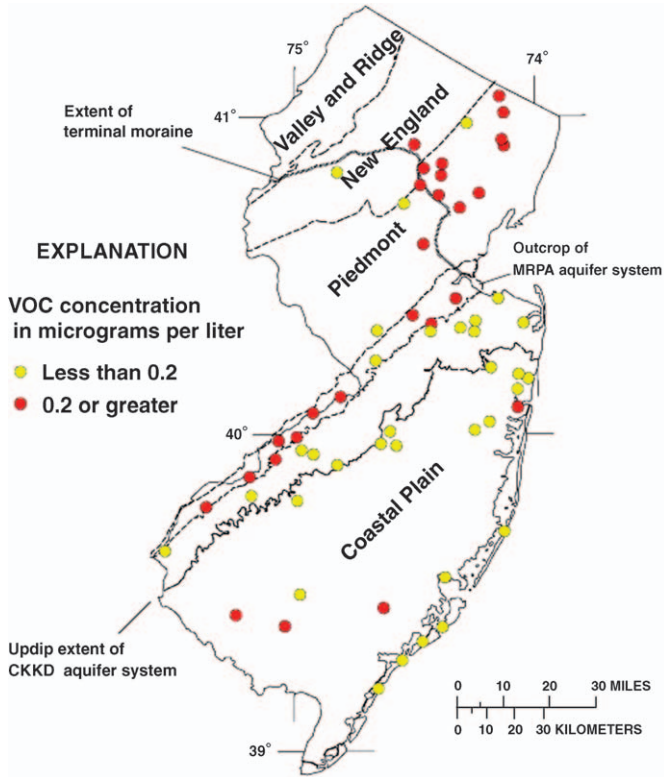 75°
74°
Extent of
terminal moraine
41°
Valley and Ridge
New England
EXPLANATION
Piedmont
Outcrop of
MRPA aquifer system
VOC concentration
in micrograms per liter
Less than 0.2
0.2 or greater
40°
Coastal Plain
Updip extent of
CKKD aquifer system
0 10 20 30 MILES
0 10 20 30 KILOMETERS
39°